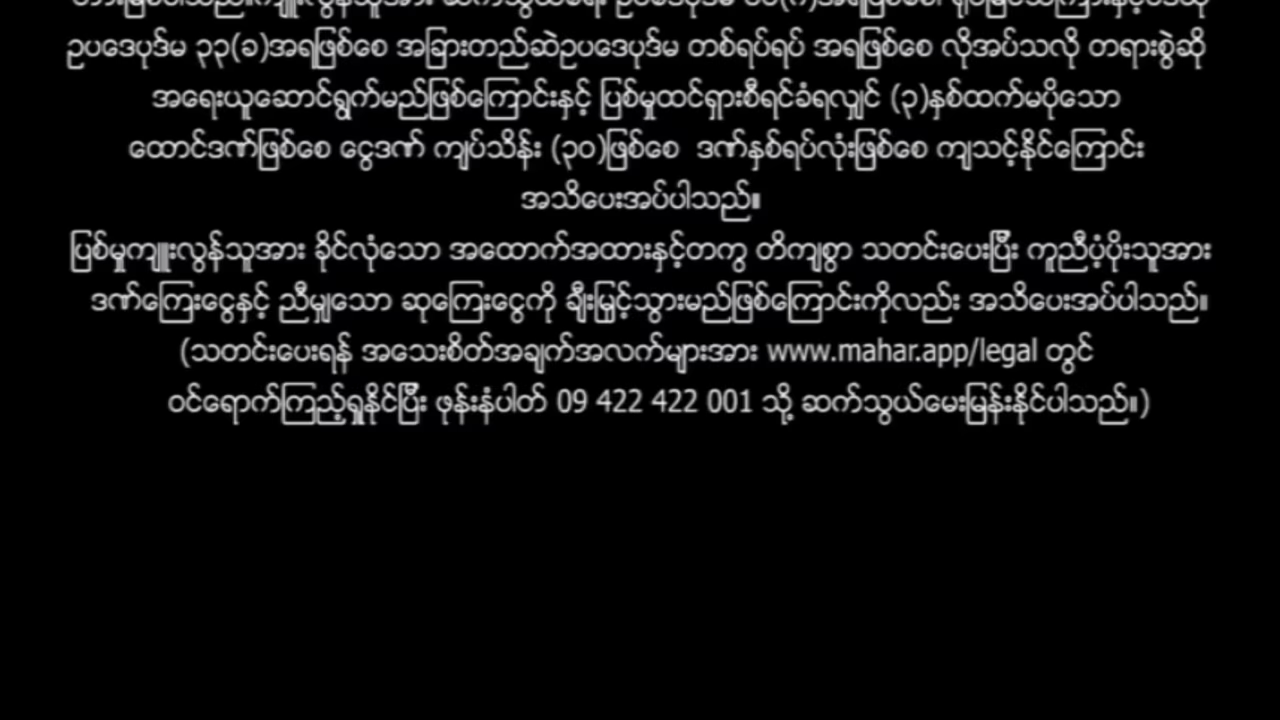 ဥပဒေပုဒ်မ ၃၃(ခ)အရဖြစ်စေ အခြားတည်ဆဲဥပဒေပုဒ်မ တစ်ရပ်ရပ် အရဖြစ်စေ လိုအပ်သလို တရားစွဲဆို
အရေးယူဆောင်ရွက်မည်ဖြစ်ကြောင်းနှင့် ပြစ်မှုထင်ရှားစီရင်ခံရလျှင် (၃)နှစ်ထက်မပိုသော
ထောင်ဒဏ်ဖြစ်စေ ငွေဒဏ် ကျပ်သိန်း (၃၀)ဖြစ်စေ ဒဏ်နှစ်ရပ်လုံးဖြစ်စေ ကျသင့်နိုင်ကြောင်း
အသိပေးအပ်ပါသည်။
ပြစ်မှုကျူးလွန်သူအား ခိုင်လုံသော အထောက်အထားနှင့်တကွ တိကျစွာ သတင်းပေးပြီး ကူညီပံ့ပိုးသူအား
ဒဏ်ကြေးငွေနှင့် ညီမျှသော ဆုကြေးငွေကို ချီးမြှင့်သွားမည်ဖြစ်ကြောင်းကိုလည်း အသိပေးအပ်ပါသည်။
(သတင်းပေးရန် အသေးစိတ်အချက်အလက်များအား www.mahar.app/legal တွင်
ဝင်ရောက်ကြည့်ရှုနိုင်ပြီး ဖုန်းနံပါတ် 09 422 422 001 သို့ ဆက်သွယ်မေးမြန်းနိုင်ပါသည်။)